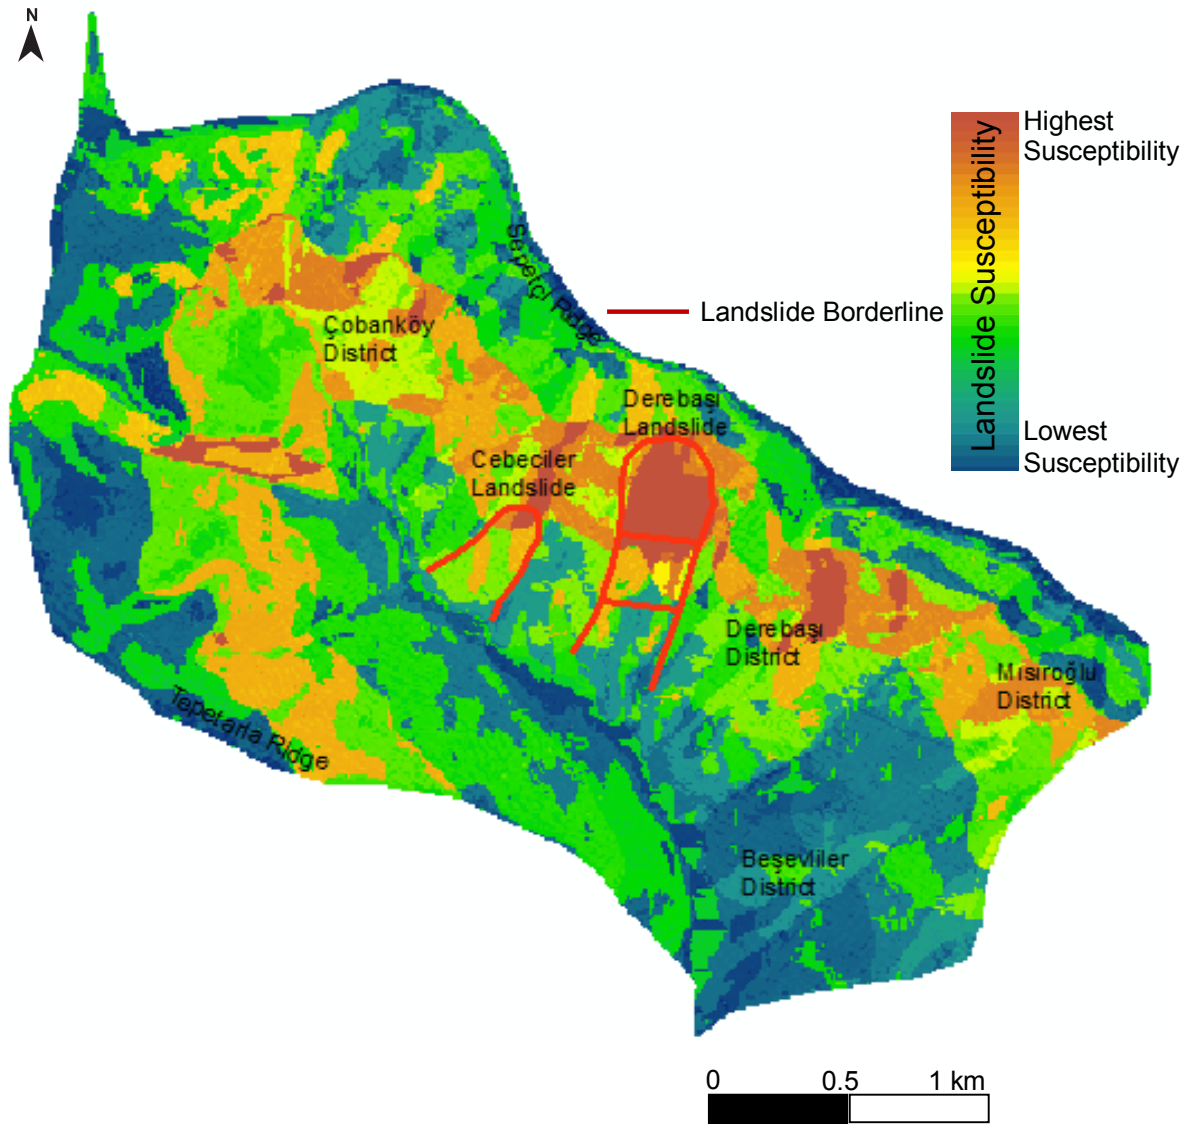 N
Highest
Susceptibility
Landslide Susceptibility
Lowest
Susceptibility
Sepetçi Ridge
Landslide Borderline
Çobanköy
District
Derebaşı
Landslide
Cebeciler
Landslide
Derebaşı
District
Mısıroğlu
District
Tepetarla Ridge
Beşevliler
District
0 0.5 1 km